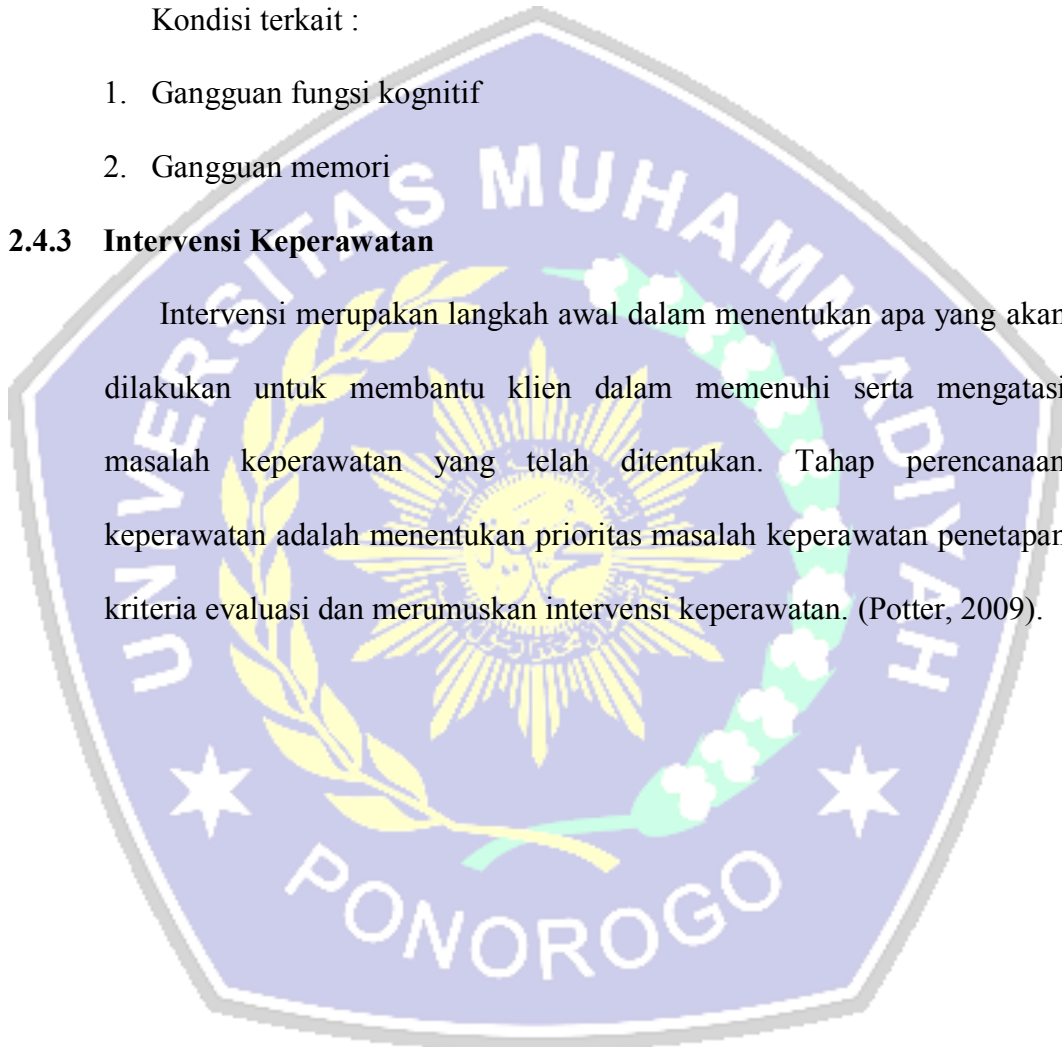 Kondisi terkait :
1. Gangguan fungsi kognitif
2. Gangguan memori
2.4.3 Intervensi Keperawatan
Intervensi merupakan langkah awal dalam menentukan apa yang akan
dilakukan untuk membantu klien dalam memenuhi serta mengatasi
masalah keperawatan yang telah ditentukan. Tahap perencanaan
keperawatan adalah menentukan prioritas masalah keperawatan penetapan
kriteria evaluasi dan merumuskan intervensi keperawatan. (Potter, 2009).
UNIVERSITAS MUHAMMADIYAH
PONOROGO